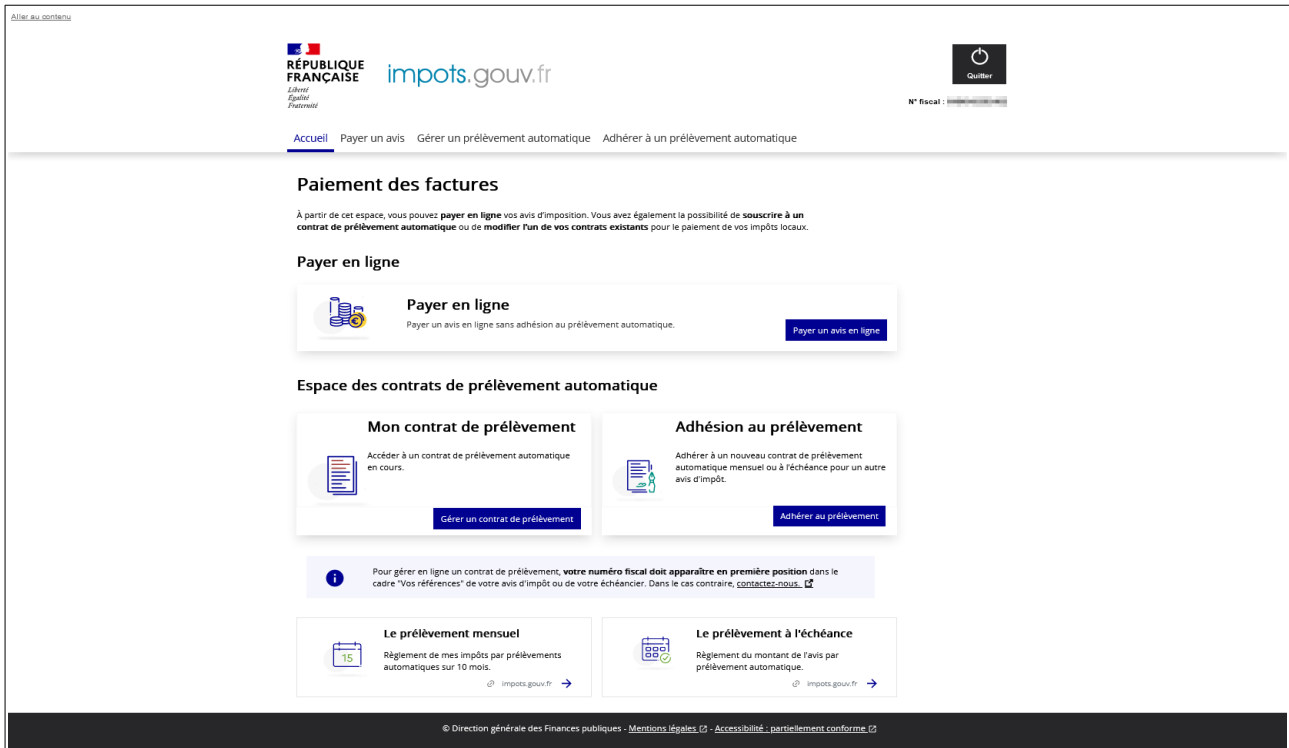 Aller au contenu
RÉPUBLIQUE
FRANÇAISE
Liberté
Égalité
Fraternité
impots.gouv.fr
Quitter
N° fiscal :
Accueil Payer un avis Gérer un prélèvement automatique Adhérer à un prélèvement automatique
Paiement des factures
À partir de cet espace, vous pouvez payer en ligne vos avis d'imposition. Vous avez également la possibilité de souscrire à un
contrat de prélèvement automatique ou de modifier l'un de vos contrats existants pour le paiement de vos impôts locaux.
Payer en ligne
Payer en ligne
Payer un avis en ligne sans adhésion au prélèvement automatique.
Payer un avis en ligne
Espace des contrats de prélèvement automatique
Mon contrat de prélèvement
Accéder à un contrat de prélèvement automatique
en cours.
Gérer un contrat de prélèvement
Adhésion au prélèvement
Adhérer à un nouveau contrat de prélèvement
automatique mensuel ou à l'échéance pour un autre
avis d'impôt.
Adhérer au prélèvement
Pour gérer en ligne un contrat de prélèvement, votre numéro fiscal doit apparaître en première position dans le
cadre "Vos références" de votre avis d'impôt ou de votre échéancier. Dans le cas contraire, contactez-nous.
15
Le prélèvement mensuel
Règlement de mes impôts par prélèvements
automatiques sur 10 mois.
impots.gouv.fr
Le prélèvement à l'échéance
Règlement du montant de l'avis par
prélèvement automatique.
impots.gouv.fr
© Direction générale des Finances publiques - Mentions légales - Accessibilité : partiellement conforme